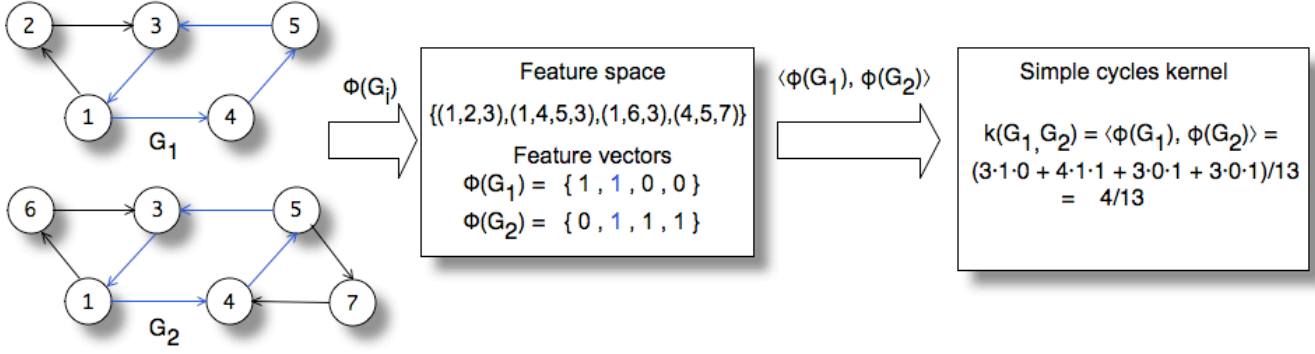 2 3 5
1 4
G1
6 3 5
1 4 7
G2
Φ(Gi)
Feature space
{(1,2,3),(1,4,5,3),(1,6,3),(4,5,7)}
Feature vectors
Φ(G1) = { 1 , 1 , 0 , 0 }
Φ(G2) = { 0 , 1 , 1 , 1 }
⟨ϕ(G1), ϕ(G2)⟩
Simple cycles kernel
k(G1,G2) = ⟨ϕ(G1), ϕ(G2)⟩ =
(3·1·0 + 4·1·1 + 3·0·1 + 3·0·1)/13
= 4/13